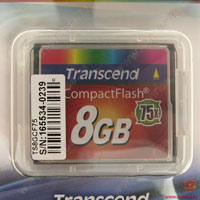 Transcend
CompactFlash®
8GB
75x
TS8GCF75
S/N:165534-0239
Transcend